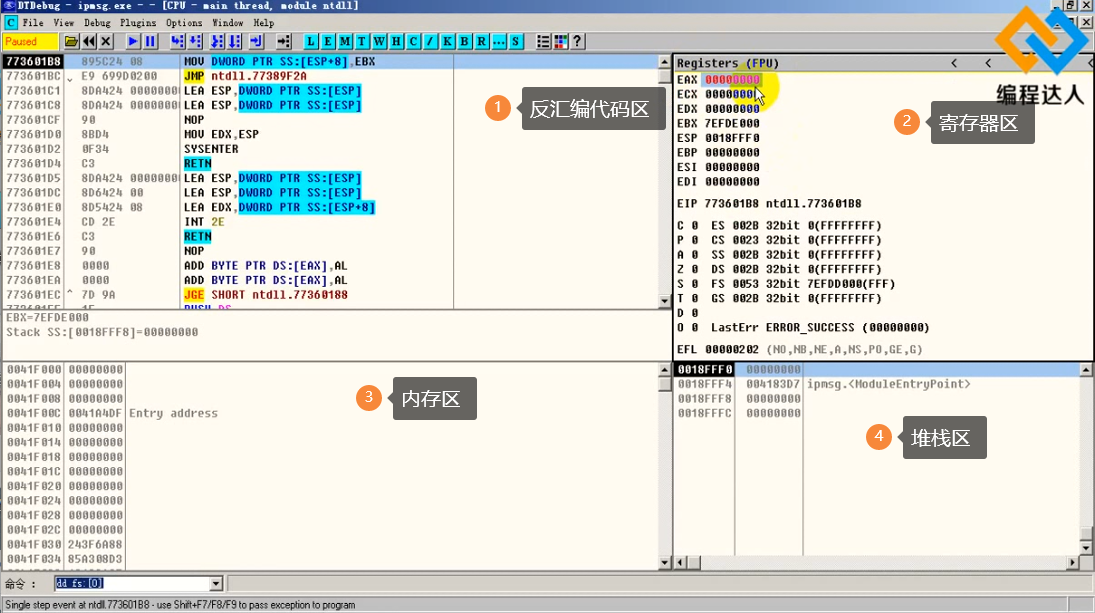 DTDebug - ipmsg.exe - - [CPU - main thread, module ntdll]
C File View Debug Plugins Options Window Help
Paused L E M T W H C / K B R ... S ?
773601B8 895C24 08 MOV DWORD PTR SS:[ESP+8],EBX
773601BC E9 699D0200 JMP ntdll.77389F2A
773601C1 8DA424 00000000 LEA ESP,DWORD PTR SS:[ESP]
773601C8 8DA424 00000000 LEA ESP,DWORD PTR SS:[ESP]
773601CF 90 NOP
773601D0 8BD4 MOV EDX,ESP
773601D2 0F34 SYSENTER
773601D4 C3 RETN
773601D5 8DA424 00000000 LEA ESP,DWORD PTR SS:[ESP]
773601DC 8D6424 00 LEA ESP,DWORD PTR SS:[ESP]
773601E0 8D5424 08 LEA EDX,DWORD PTR SS:[ESP+8]
773601E4 CD 2E INT 2E
773601E6 C3 RETN
773601E7 90 NOP
773601E8 0000 ADD BYTE PTR DS:[EAX],AL
773601EA 0000 ADD BYTE PTR DS:[EAX],AL
773601EC ^ 7D 9A JGE SHORT ntdll.77360188
1 反汇编代码区
EBX=7EFDE000
Stack SS:[0018FFF8]=00000000
Registers (FPU) < < <
EAX 00000000
ECX 00000000
EDX 00000000
EBX 7EFDE000
ESP 0018FFF0
EBP 00000000
ESI 00000000
EDI 00000000
EIP 773601B8 ntdll.773601B8
C 0 ES 002B 32bit 0(FFFFFFFF)
P 0 CS 0023 32bit 0(FFFFFFFF)
A 0 SS 002B 32bit 0(FFFFFFFF)
Z 0 DS 002B 32bit 0(FFFFFFFF)
S 0 FS 0053 32bit 7EFDD000(FFF)
T 0 GS 002B 32bit 0(FFFFFFFF)
D 0
O 0 LastErr ERROR_SUCCESS (00000000)
EFL 00000202 (NO,NB,NE,A,NS,PO,GE,G)
编程达人
2 寄存器区
0041F000 00000000
0041F004 00000000
0041F008 00000000
0041F00C 0041A4DF Entry address
0041F010 00000000
0041F014 00000000
0041F018 00000000
0041F01C 00000000
0041F020 00000000
0041F024 00000000
0041F028 00000000
0041F02C 00000000
0041F030 243F6A88
0041F034 85A308D3
3 内存区
0018FFF0 00000000
0018FFF4 004183D7 ipmsg.<ModuleEntryPoint>
0018FFF8 00000000
0018FFFC 00000000
4 堆栈区
命令 : dd fs:[0]
Single step event at ntdll.773601B8 - use Shift+F7/F8/F9 to pass exception to program